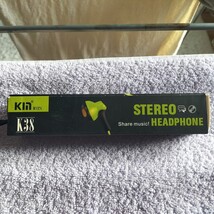 KIN
K38
STEREO
Share music! HEADPHONE